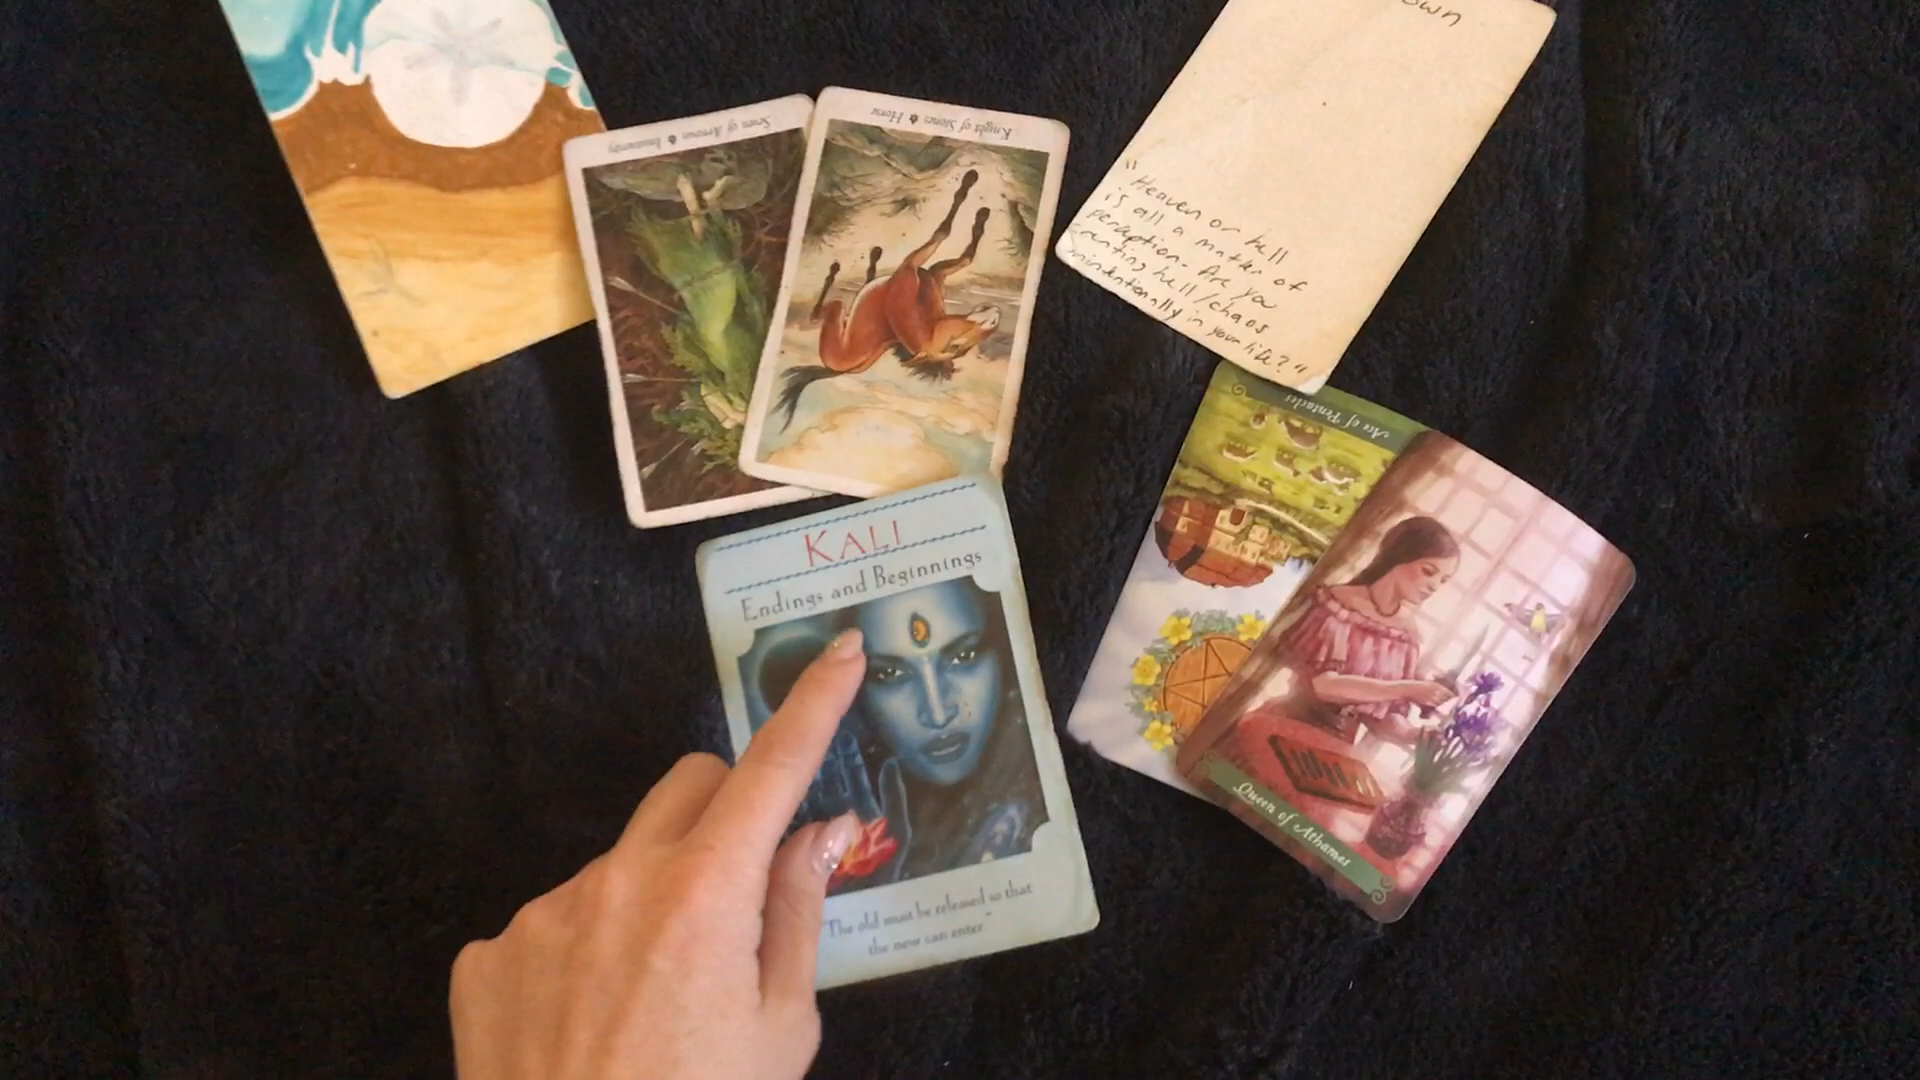 own
Seven of Arrows Insecurity
Knight of Stones Horse
"Heaven or hell
is all a matter of
perception. Are you
creating hell/chaos
unintentionally in your life?"
Ace of Pentacles
KALI
Endings and Beginnings
"The old must be released so that
the new can enter."
Queen of Athames